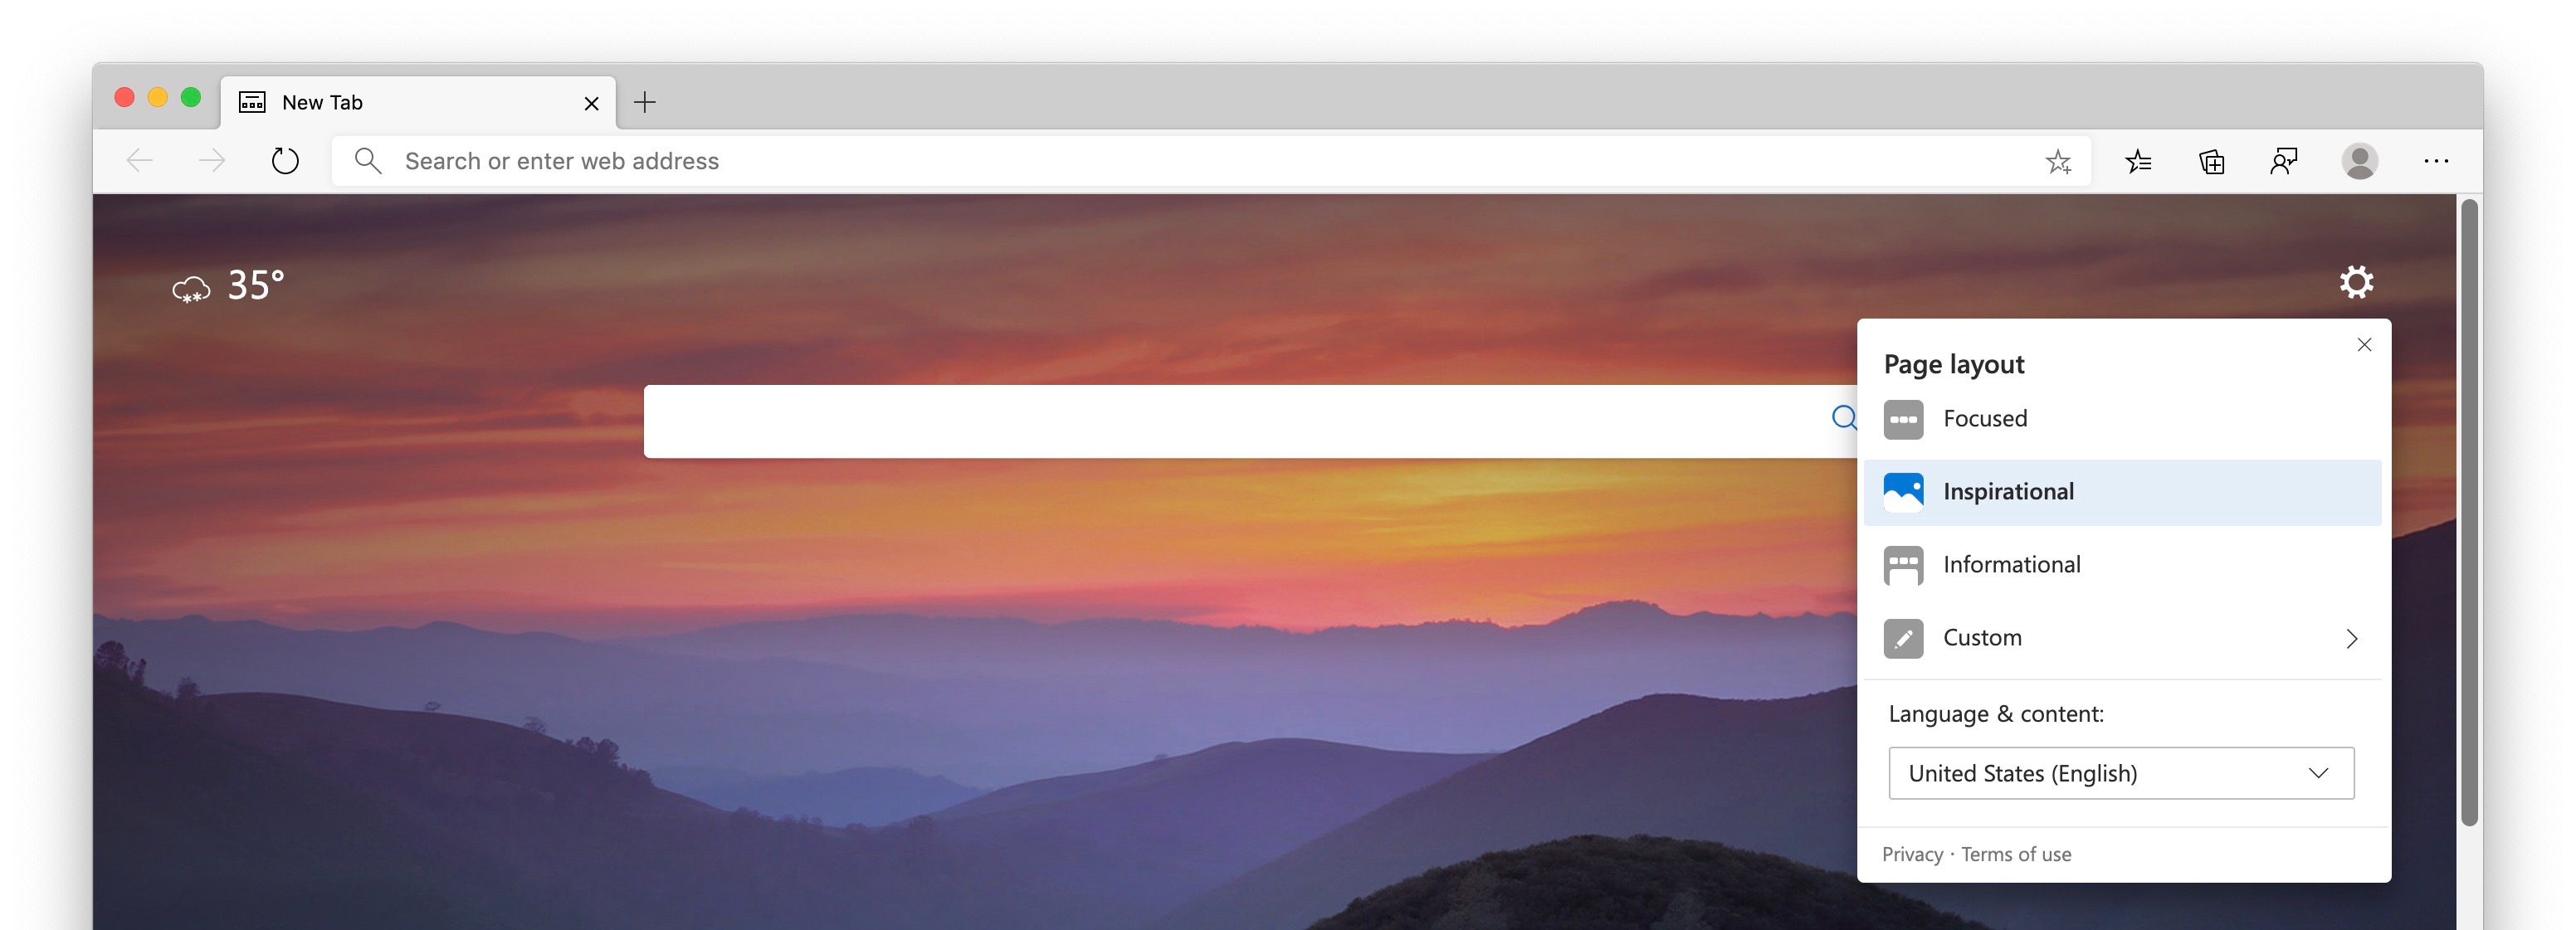 New Tab
Search or enter web address
35°
Page layout
Focused
Inspirational
Informational
Custom
Language & content:
United States (English)
Privacy · Terms of use